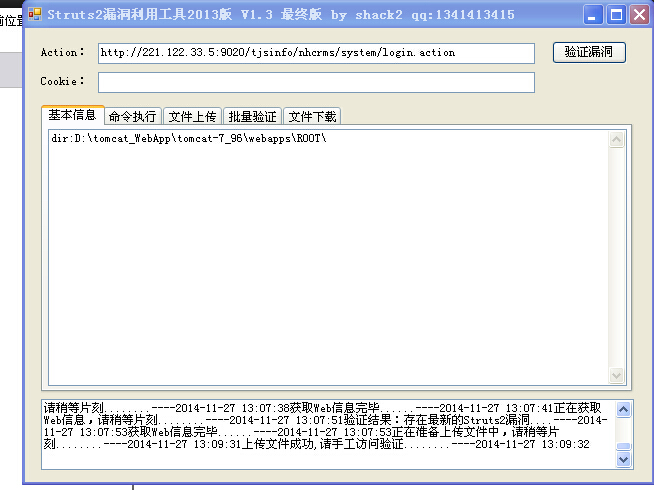 Struts2漏洞利用工具2013版 V1.3 最终版 by shack2 qq:1341413415
前位置
Action： http://221.122.33.5:9020/tjsinfo/nhcrms/system/login.action 验证漏洞
Cookie：
基本信息 命令执行 文件上传 批量验证 文件下载
dir:D:\tomcat_WebApp\tomcat-7_96\webapps\ROOT\
请稍等片刻........----2014-11-27 13:07:38获取Web信息完毕......----2014-11-27 13:07:41正在获取
Web信息，请稍等片刻........----2014-11-27 13:07:51验证结果：存在最新的Struts2漏洞....----2014-
11-27 13:07:53获取Web信息完毕......----2014-11-27 13:07:53正在准备上传文件中，请稍等片
刻........----2014-11-27 13:09:31上传文件成功,请手工访问验证........----2014-11-27 13:09:32